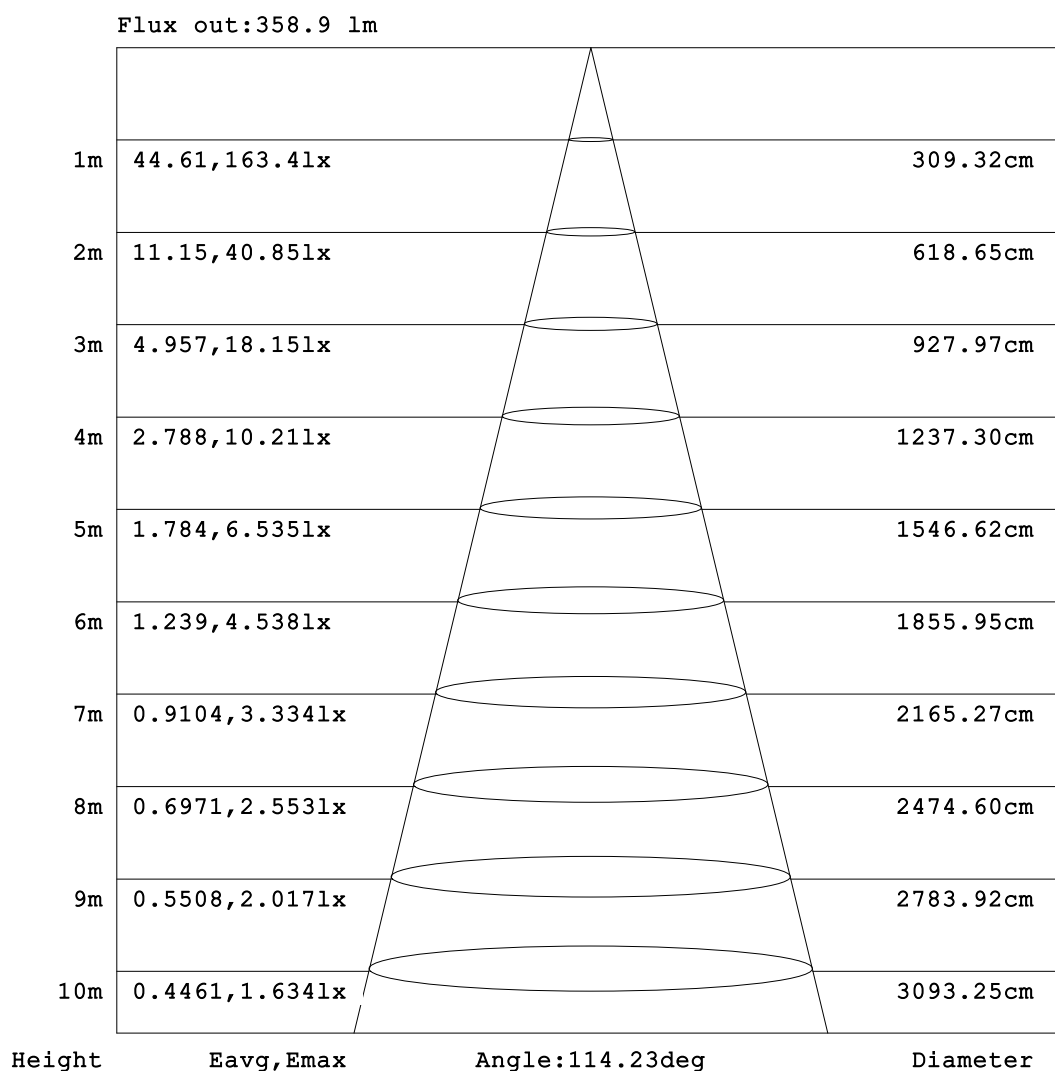 Flux out:358.9 lm
1m 44.61,163.4lx 309.32cm
2m 11.15,40.85lx 618.65cm
3m 4.957,18.15lx 927.97cm
4m 2.788,10.21lx 1237.30cm
5m 1.784,6.535lx 1546.62cm
6m 1.239,4.538lx 1855.95cm
7m 0.9104,3.334lx 2165.27cm
8m 0.6971,2.553lx 2474.60cm
9m 0.5508,2.017lx 2783.92cm
10m 0.4461,1.634lx 3093.25cm
Height Eavg,Emax Angle:114.23deg Diameter